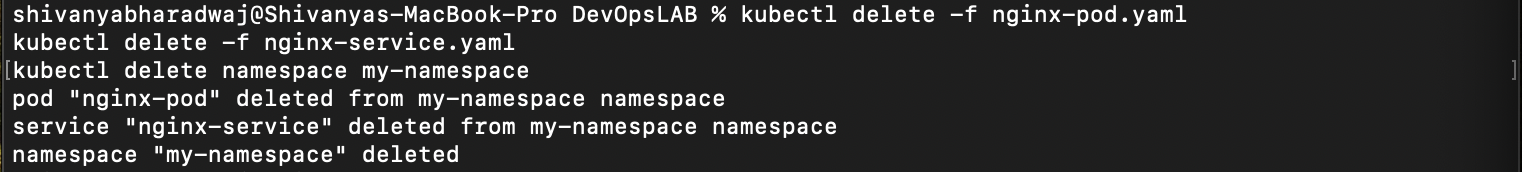 shivanyabharadwaj@Shivanyas-MacBook-Pro DevOpsLAB % kubectl delete -f nginx-pod.yaml
kubectl delete -f nginx-service.yaml
[kubectl delete namespace my-namespace ]
pod "nginx-pod" deleted from my-namespace namespace
service "nginx-service" deleted from my-namespace namespace
namespace "my-namespace" deleted